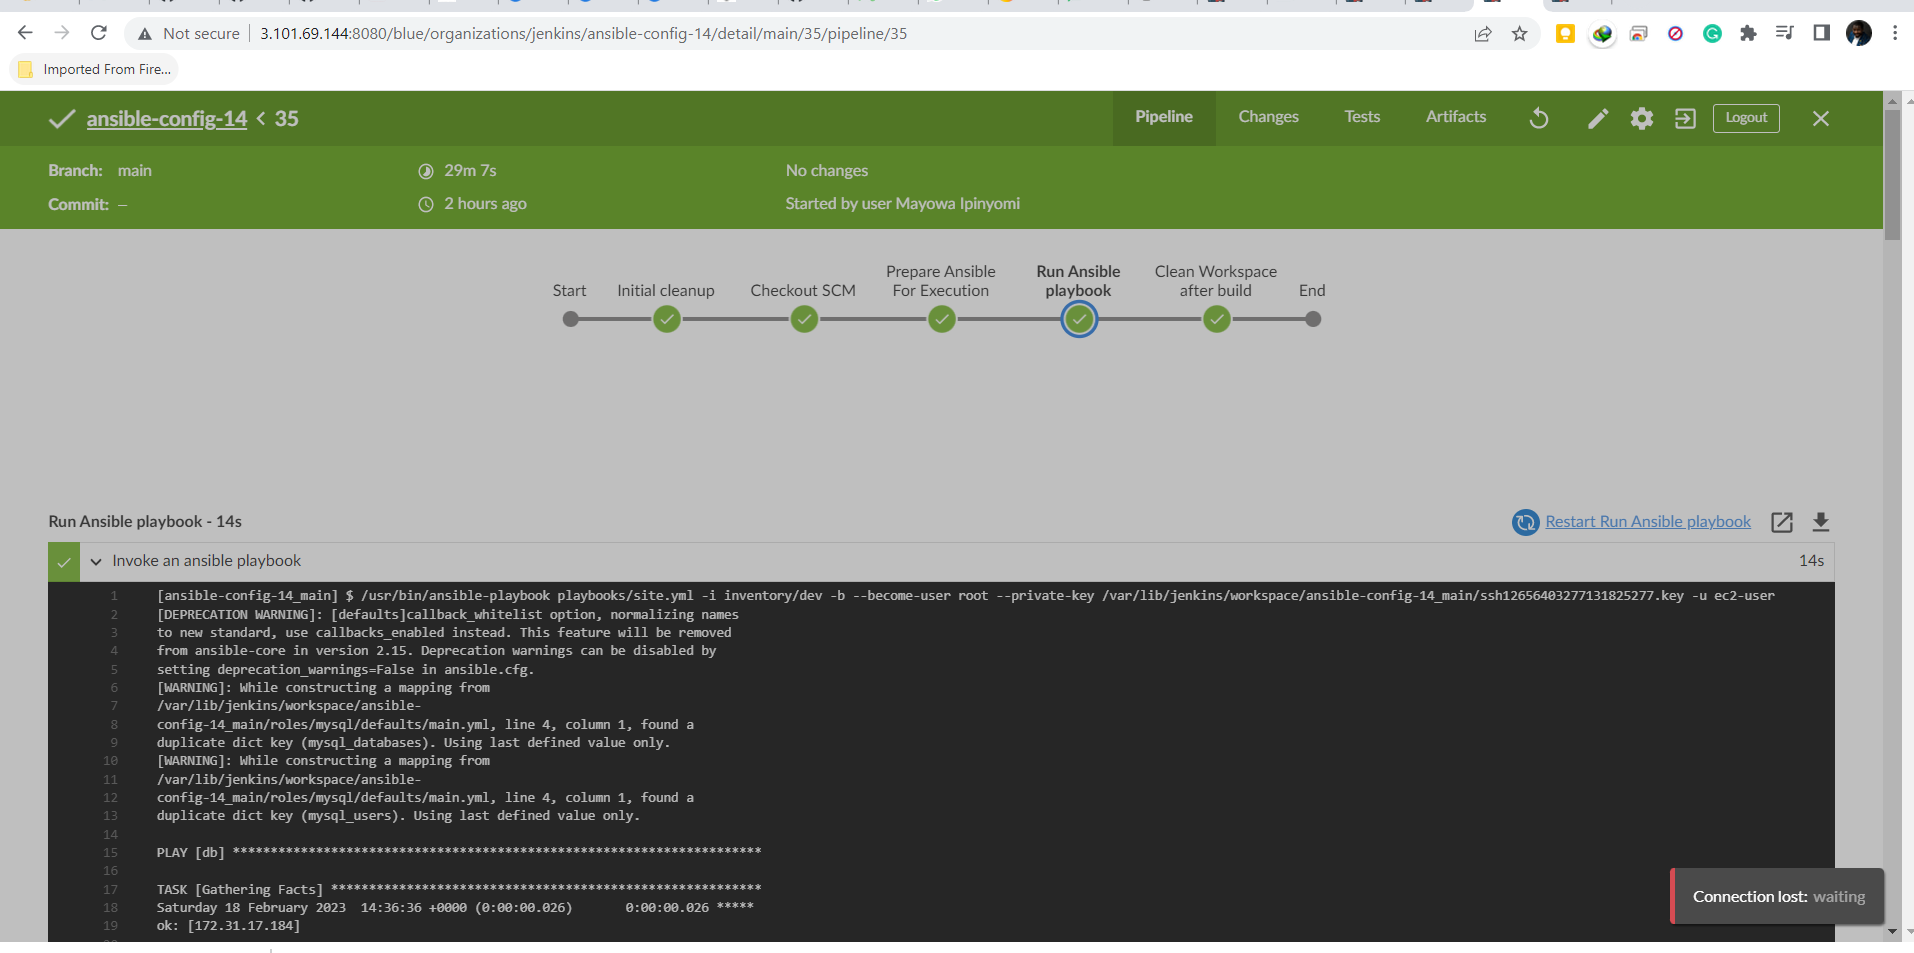 Not secure 3.101.69.144:8080/blue/organizations/jenkins/ansible-config-14/detail/main/35/pipeline/35
Imported From Fire...
ansible-config-14 < 35
Pipeline Changes Tests Artifacts Logout
Branch: main 29m 7s No changes
Commit: – 2 hours ago Started by user Mayowa Ipinyomi
Prepare Ansible Run Ansible Clean Workspace
Start Initial cleanup Checkout SCM For Execution playbook after build End
Run Ansible playbook - 14s Restart Run Ansible playbook
Invoke an ansible playbook 14s
1 [ansible-config-14_main] $ /usr/bin/ansible-playbook playbooks/site.yml -i inventory/dev -b --become-user root --private-key /var/lib/jenkins/workspace/ansible-config-14_main/ssh12656403277131825277.key -u ec2-user
2 [DEPRECATION WARNING]: [defaults]callback_whitelist option, normalizing names
3 to new standard, use callbacks_enabled instead. This feature will be removed
4 from ansible-core in version 2.15. Deprecation warnings can be disabled by
5 setting deprecation_warnings=False in ansible.cfg.
6 [WARNING]: While constructing a mapping from
7 /var/lib/jenkins/workspace/ansible-
8 config-14_main/roles/mysql/defaults/main.yml, line 4, column 1, found a
9 duplicate dict key (mysql_databases). Using last defined value only.
10 [WARNING]: While constructing a mapping from
11 /var/lib/jenkins/workspace/ansible-
12 config-14_main/roles/mysql/defaults/main.yml, line 4, column 1, found a
13 duplicate dict key (mysql_users). Using last defined value only.
14
15 PLAY [db] **********************************************************************
16
17 TASK [Gathering Facts] *********************************************************
18 Saturday 18 February 2023  14:36:36 +0000 (0:00:00.026)       0:00:00.026 *****
19 ok: [172.31.17.184]
Connection lost: waiting